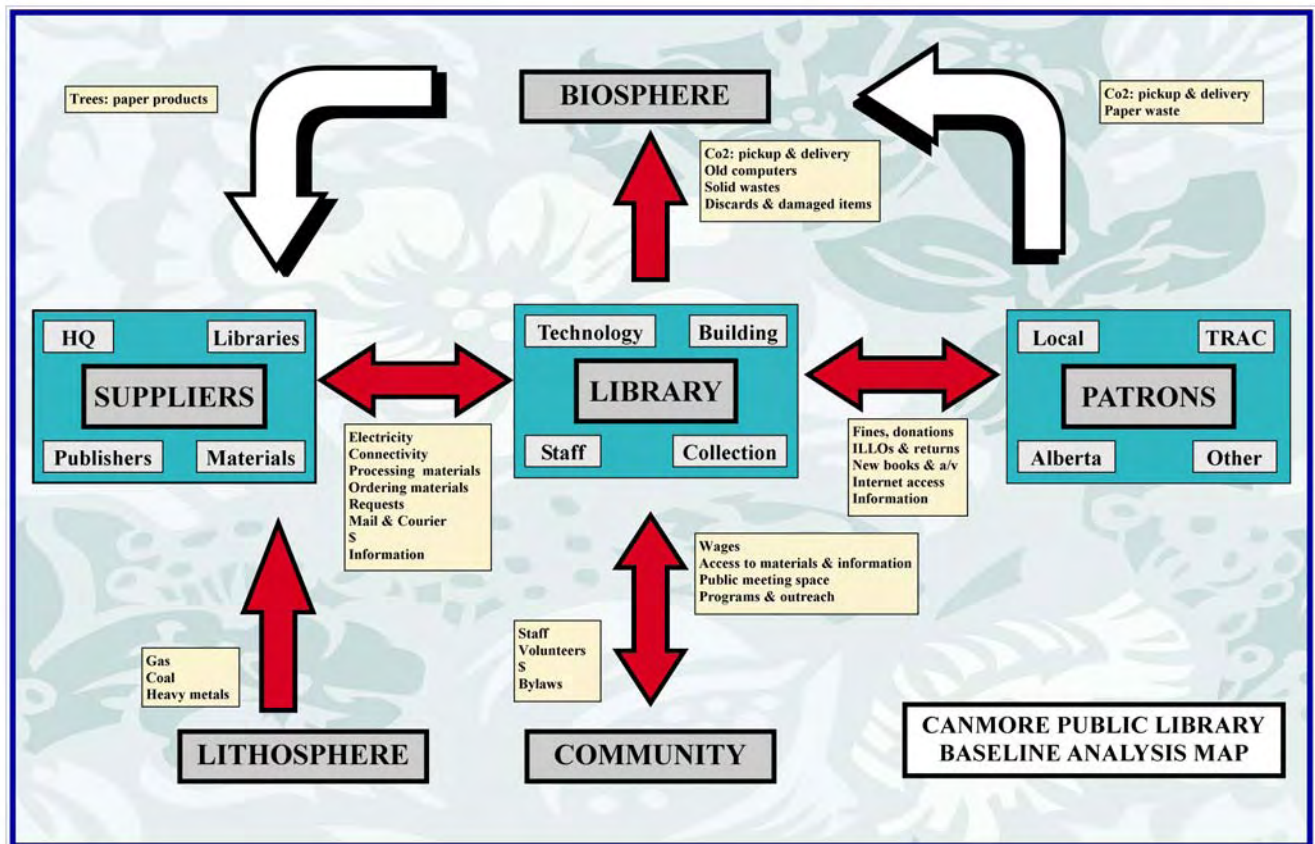 Trees: paper products
BIOSPHERE
Co2: pickup & delivery
Paper waste
Co2: pickup & delivery
Old computers
Solid wastes
Discards & damaged items
HQ
Libraries
SUPPLIERS
Publishers
Materials
Technology
Building
LIBRARY
Staff
Collection
Local
TRAC
PATRONS
Alberta
Other
Electricity
Connectivity
Processing materials
Ordering materials
Requests
Mail & Courier
$
Information
Fines, donations
ILLOs & returns
New books & a/v
Internet access
Information
Wages
Access to materials & information
Public meeting space
Programs & outreach
Gas
Coal
Heavy metals
Staff
Volunteers
$
Bylaws
LITHOSPHERE
COMMUNITY
CANMORE PUBLIC LIBRARY
BASELINE ANALYSIS MAP